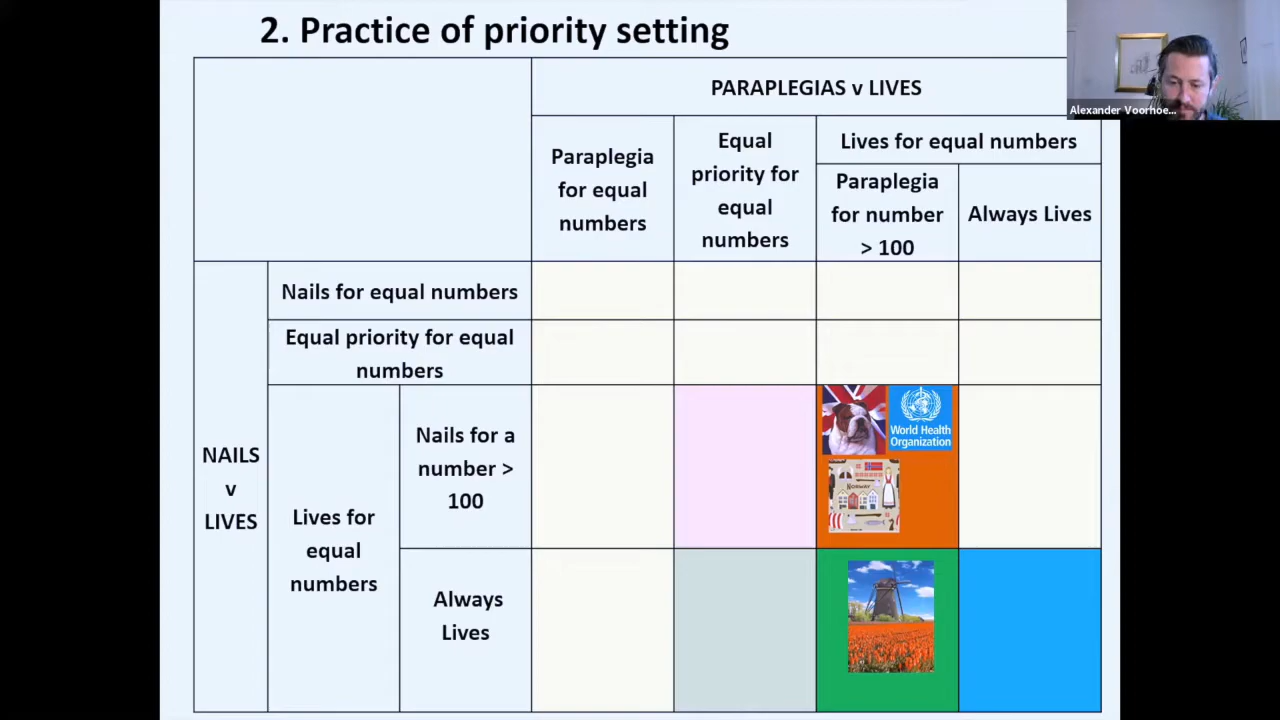 2. Practice of priority setting
Alexander Voorhoe...
PARAPLEGIAS v LIVES
Paraplegia
for equal
numbers
Equal
priority for
equal
numbers
Lives for equal numbers
Paraplegia
for number
> 100
Always Lives
NAILS
v
LIVES
Nails for equal numbers
Equal priority for equal
numbers
Lives for
equal
numbers
Nails for a
number >
100
World Health
Organization
NORWAY
Always
Lives